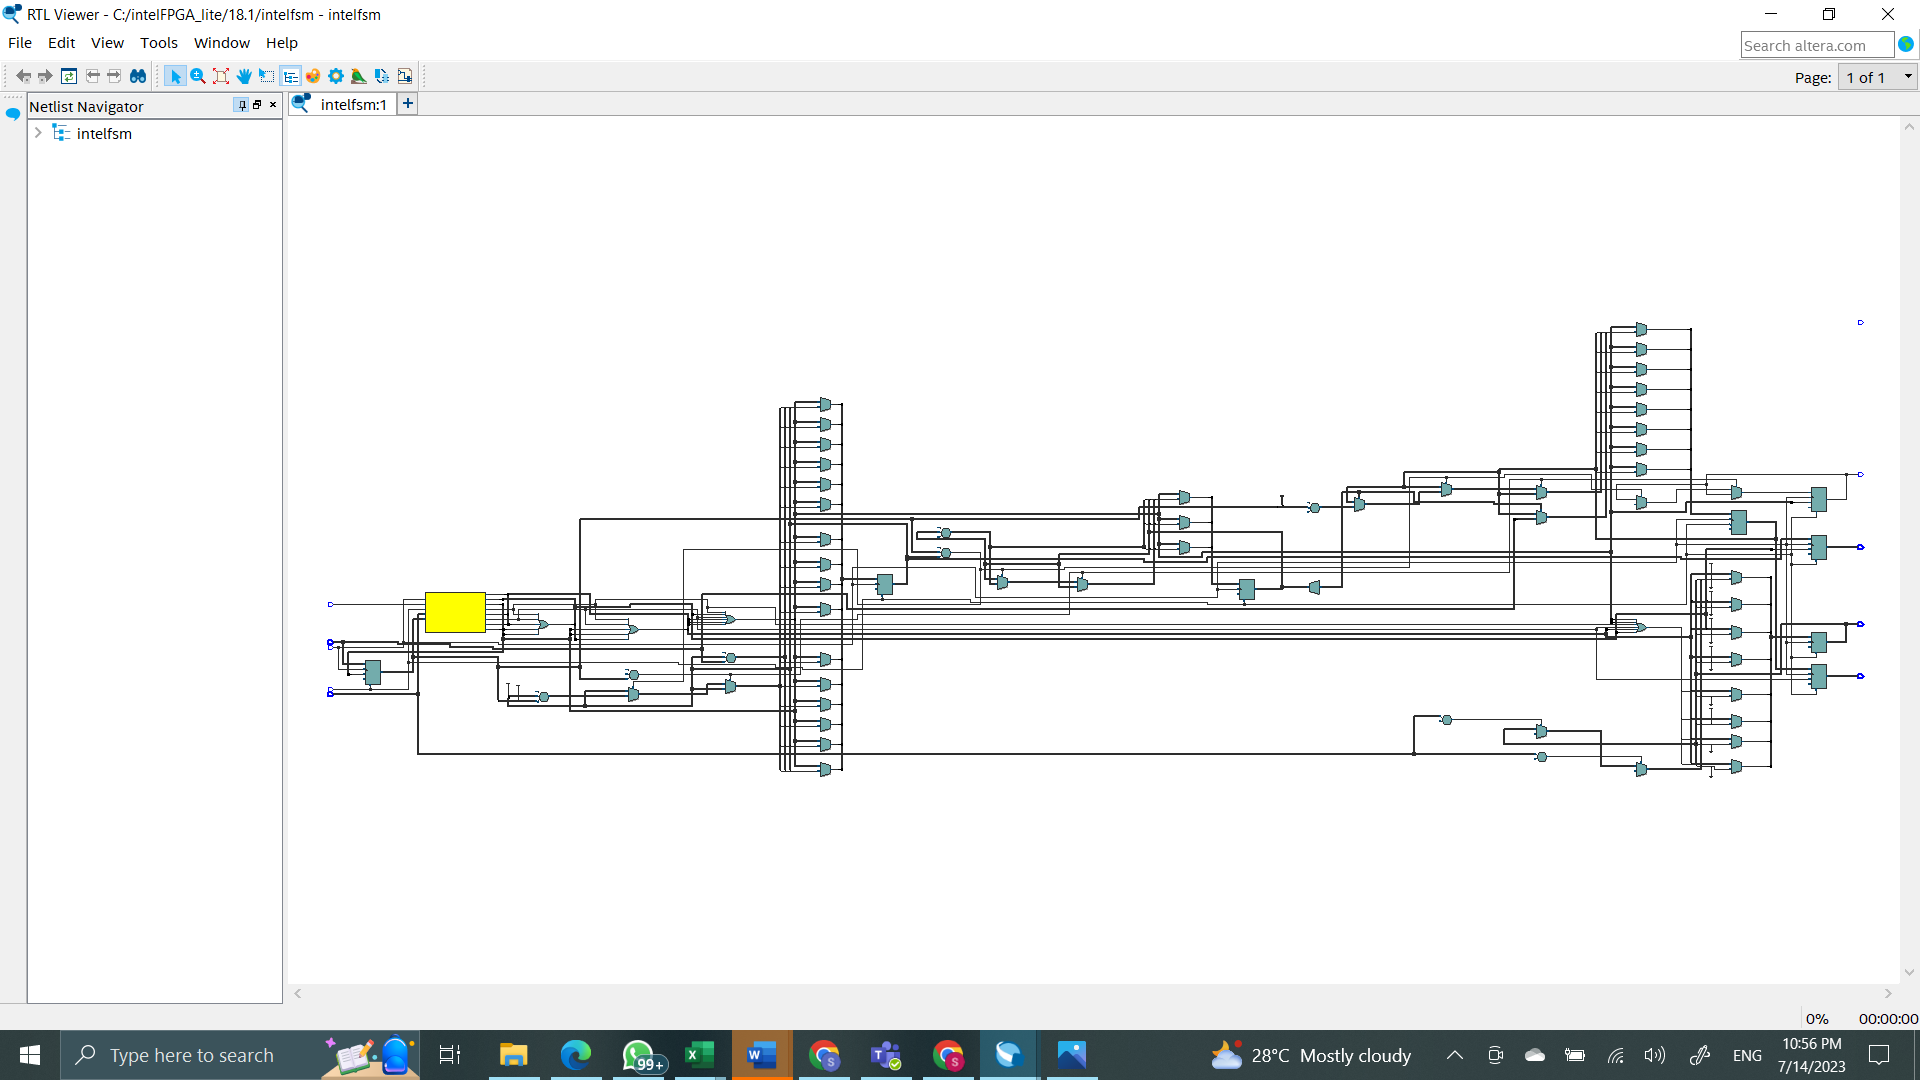 RTL Viewer - C:/intelFPGA_lite/18.1/intelfsm - intelfsm
File Edit View Tools Window Help
Search altera.com
Page: 1 of 1
Netlist Navigator
intelfsm:1
intelfsm
0% 00:00:00
Type here to search
99+
28°C Mostly cloudy
ENG
10:56 PM
7/14/2023